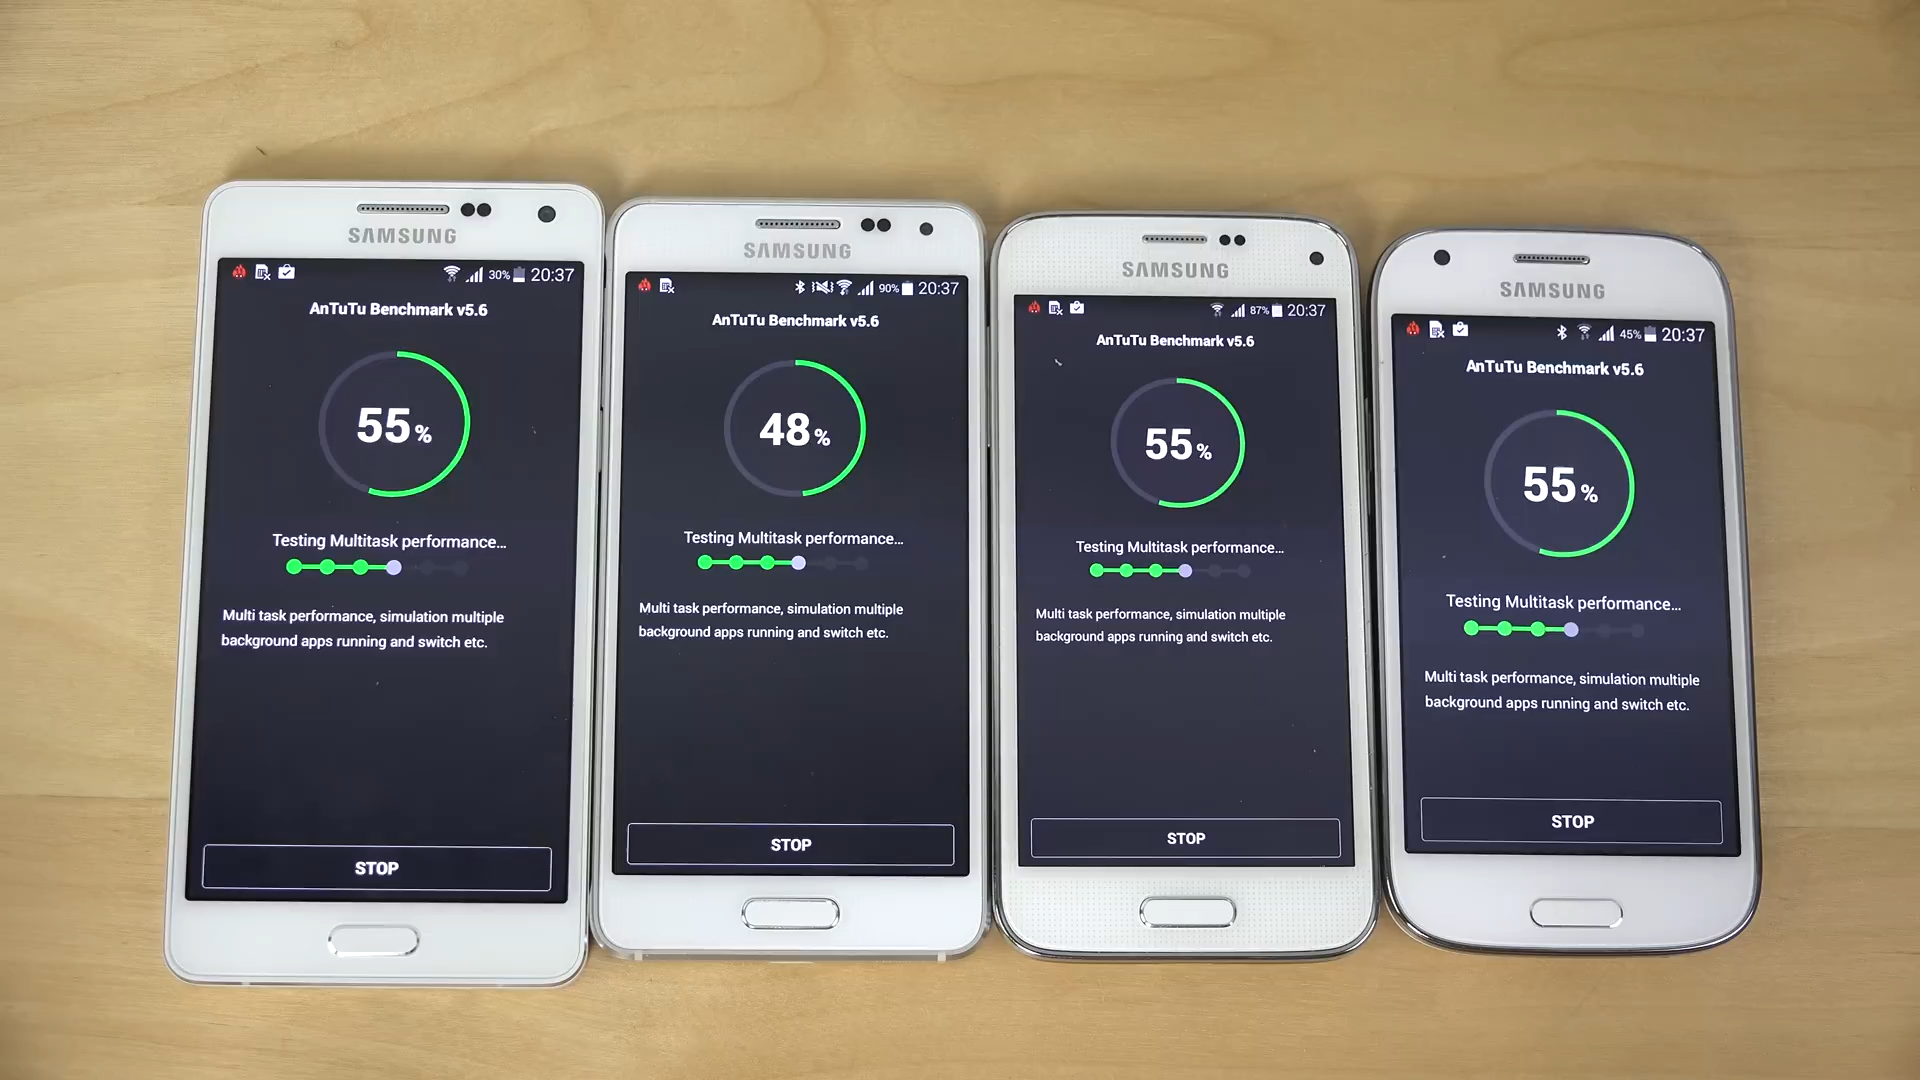 SAMSUNG
30% 20:37
AnTuTu Benchmark v5.6
55%
Testing Multitask performance...
Multi task performance, simulation multiple
background apps running and switch etc.
STOP
SAMSUNG
90% 20:37
AnTuTu Benchmark v5.6
48%
Testing Multitask performance...
Multi task performance, simulation multiple
background apps running and switch etc.
STOP
SAMSUNG
87% 20:37
AnTuTu Benchmark v5.6
55%
Testing Multitask performance...
Multi task performance, simulation multiple
background apps running and switch etc.
STOP
SAMSUNG
45% 20:37
AnTuTu Benchmark v5.6
55%
Testing Multitask performance...
Multi task performance, simulation multiple
background apps running and switch etc.
STOP